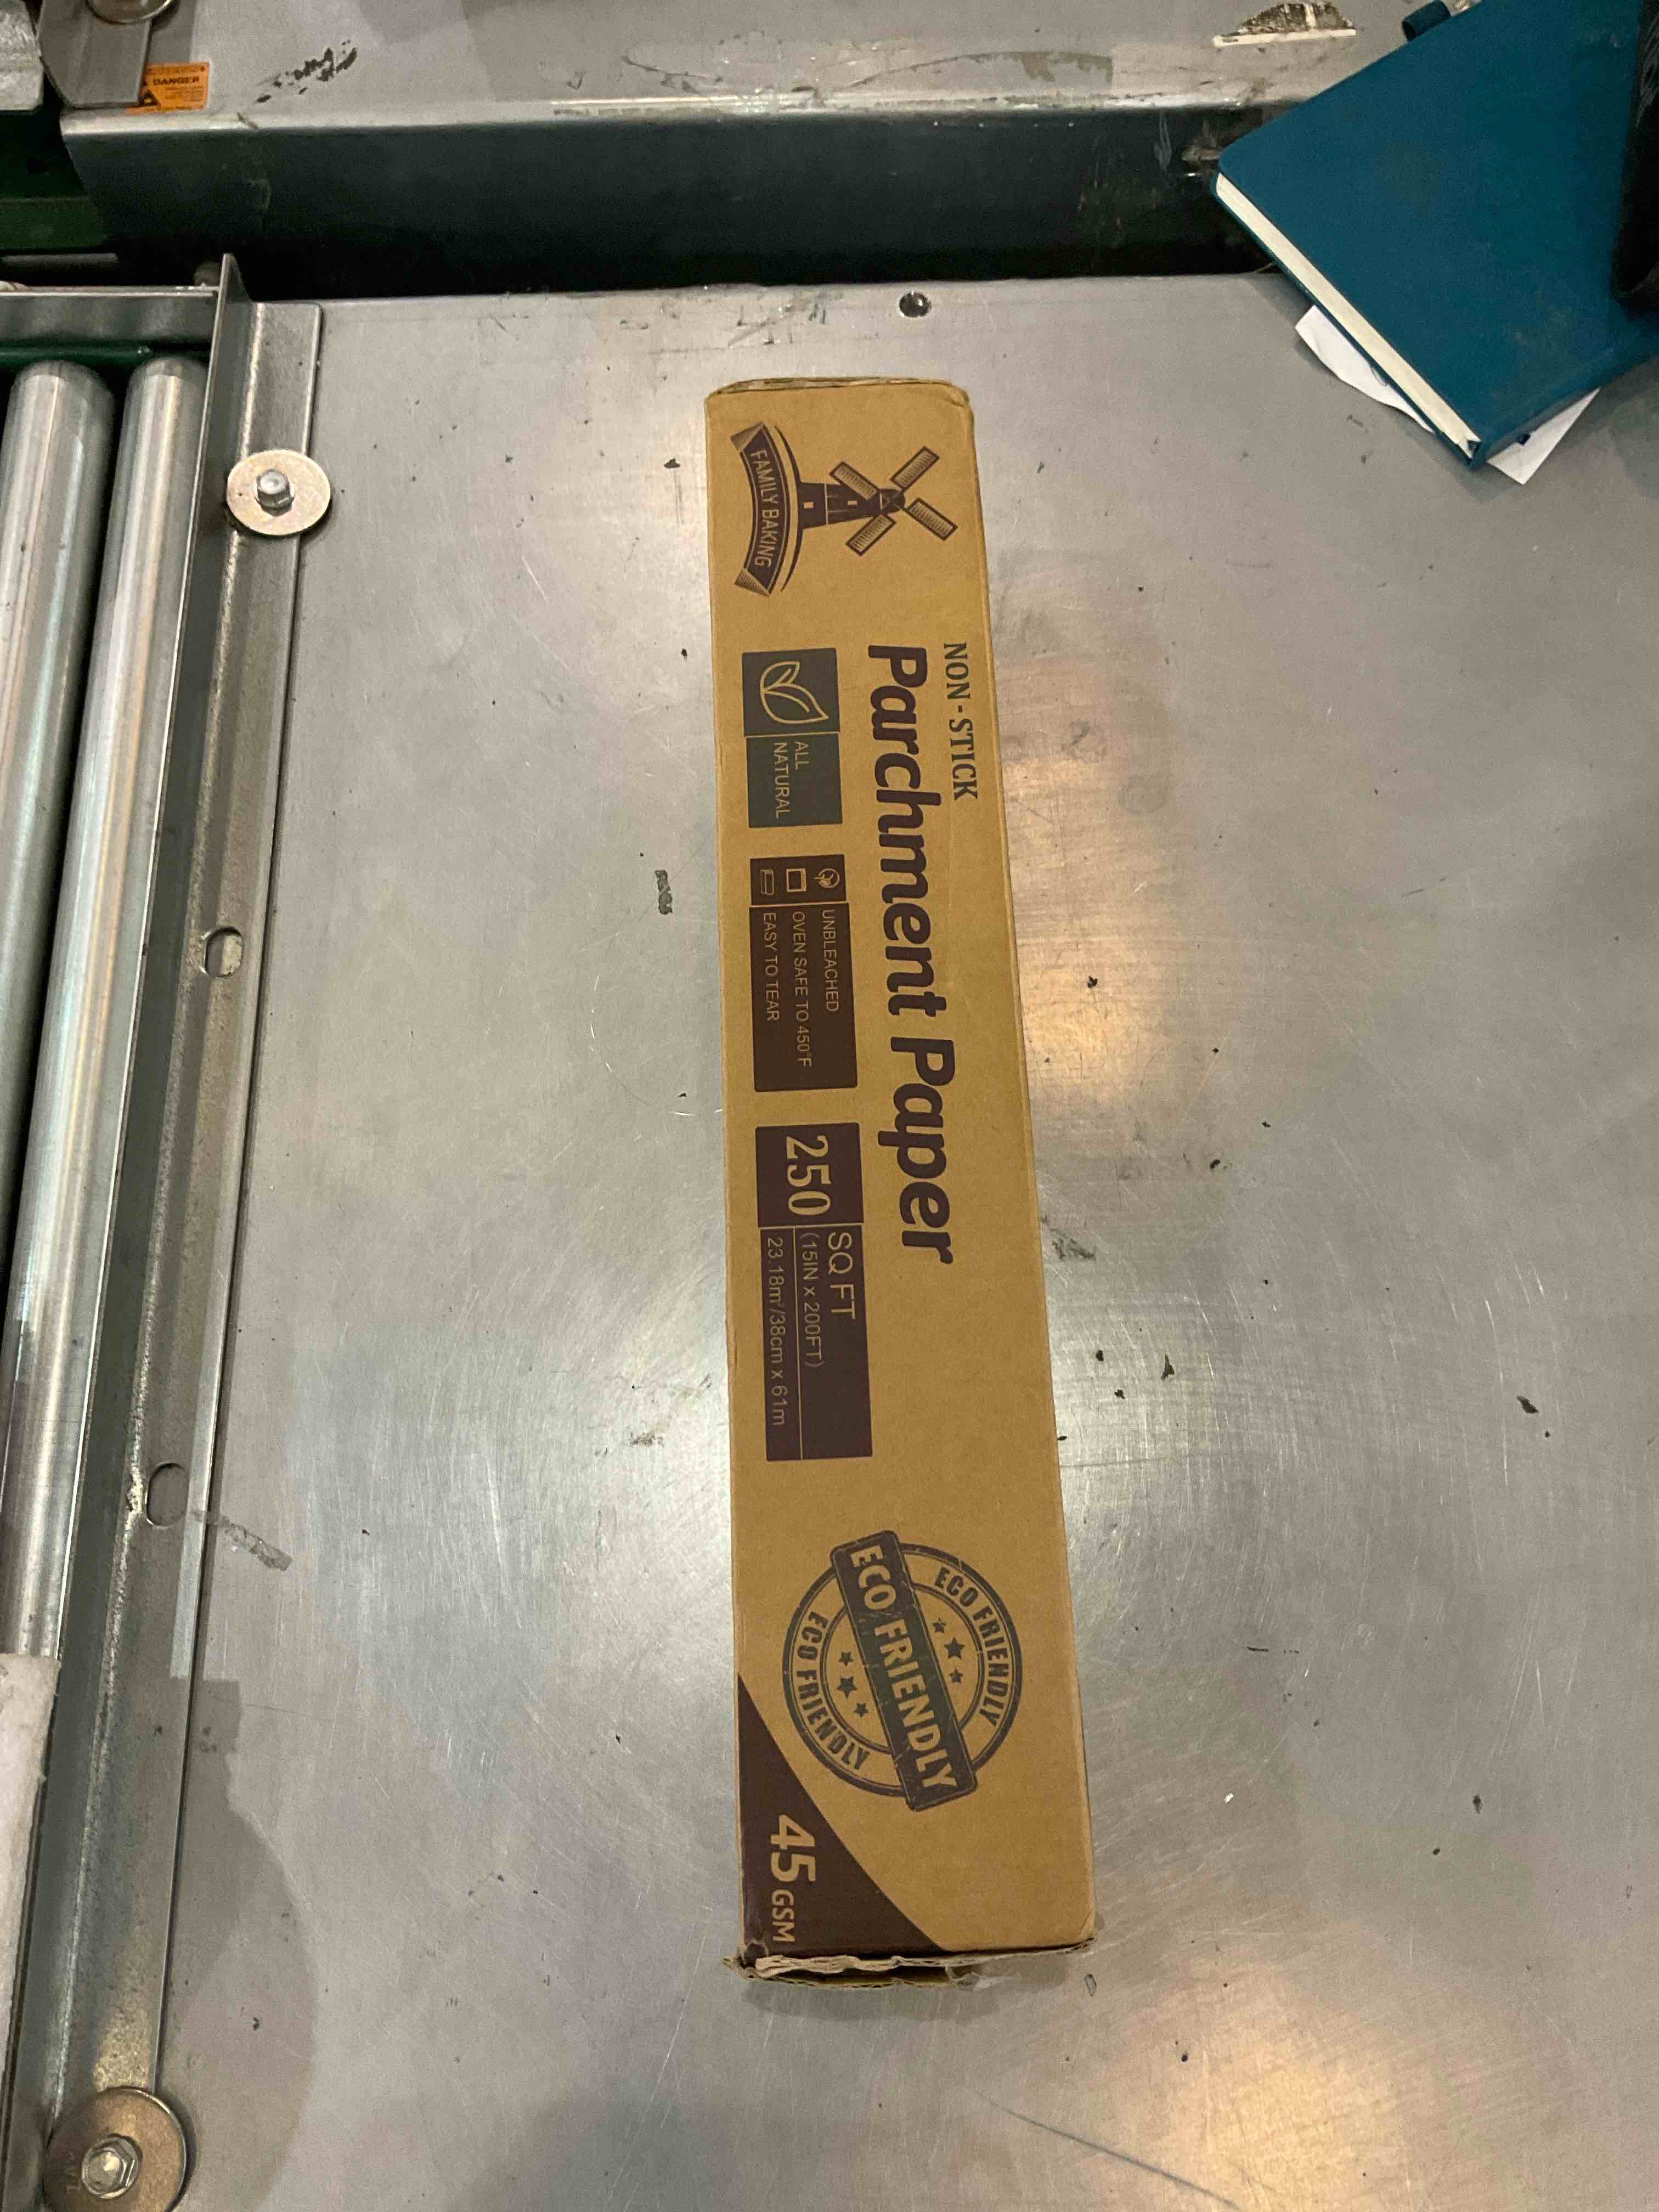 DANGER
FAMILY BAKING
NON-STICK
Parchment Paper
ALL
NATURAL
UNBLEACHED
OVEN SAFE TO 450°F
EASY TO TEAR
250
SQ FT
(15IN x 200FT)
23.18m²/38cm x 61m
ECO FRIENDLY
ECO FRIENDLY
ECO FRIENDLY
45 GSM